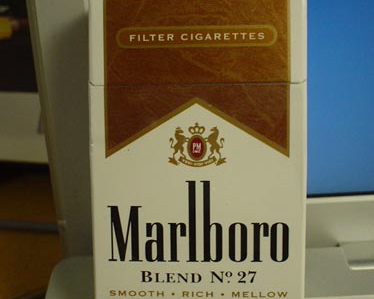 FILTER CIGARETTES
PM
Marlboro
BLEND Nº 27
SMOOTH • RICH • MELLOW